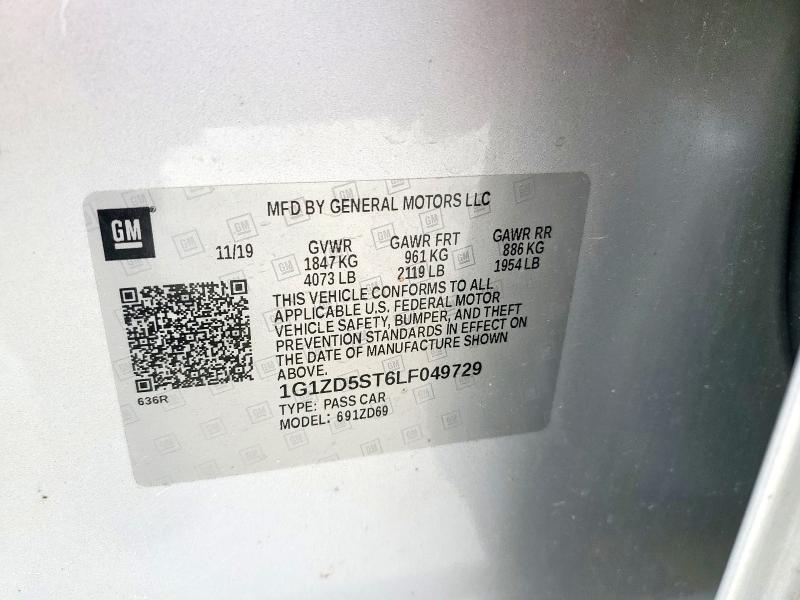 MFD BY GENERAL MOTORS LLC
GM
11/19 GVWR GAWR FRT GAWR RR
1847 KG 961 KG 886 KG
4073 LB 2119 LB 1954 LB
THIS VEHICLE CONFORMS TO ALL
APPLICABLE U.S. FEDERAL MOTOR
VEHICLE SAFETY, BUMPER, AND THEFT
PREVENTION STANDARDS IN EFFECT ON
THE DATE OF MANUFACTURE SHOWN
ABOVE.
636R
1G1ZD5ST6LF049729
TYPE: PASS CAR
MODEL: 691ZD69